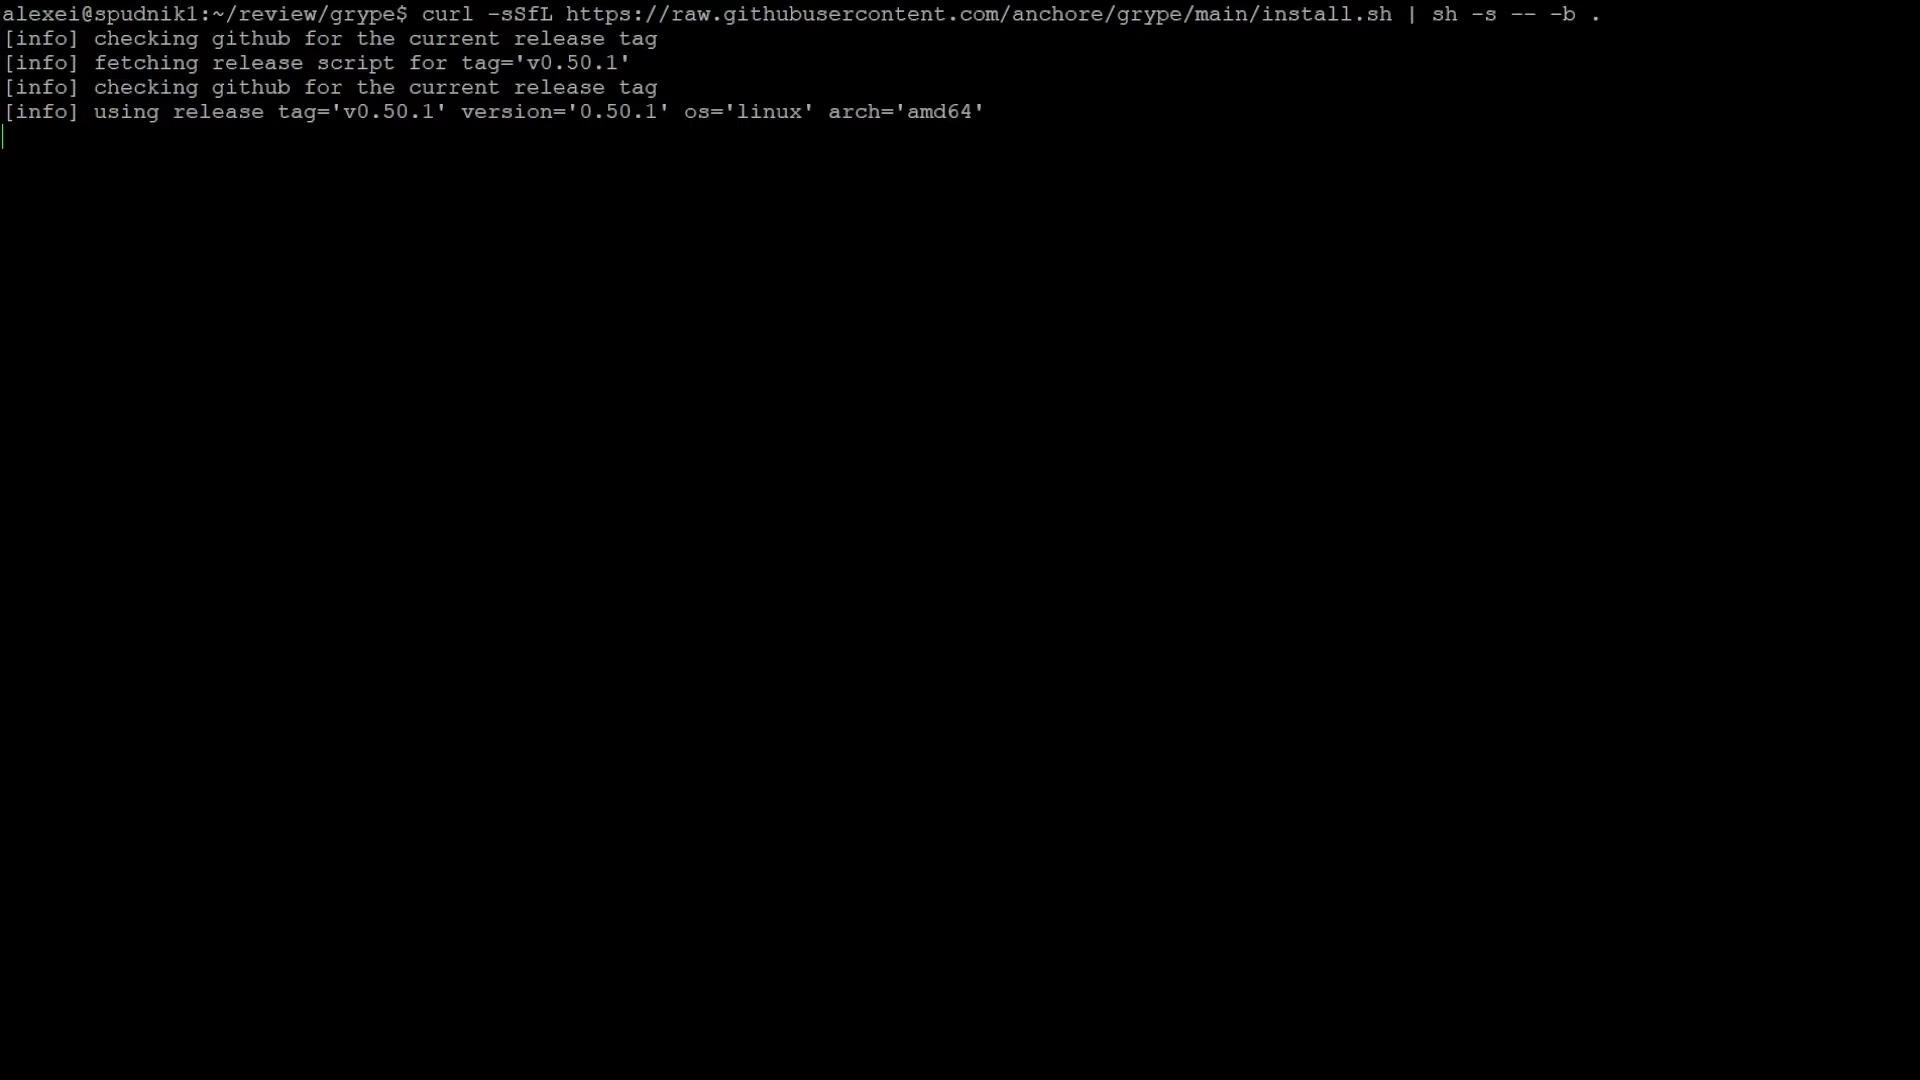 alexei@spudnik1:~/review/grype$ curl -sSfL https://raw.githubusercontent.com/anchore/grype/main/install.sh | sh -s -- -b .
[info] checking github for the current release tag
[info] fetching release script for tag='v0.50.1'
[info] checking github for the current release tag
[info] using release tag='v0.50.1' version='0.50.1' os='linux' arch='amd64'